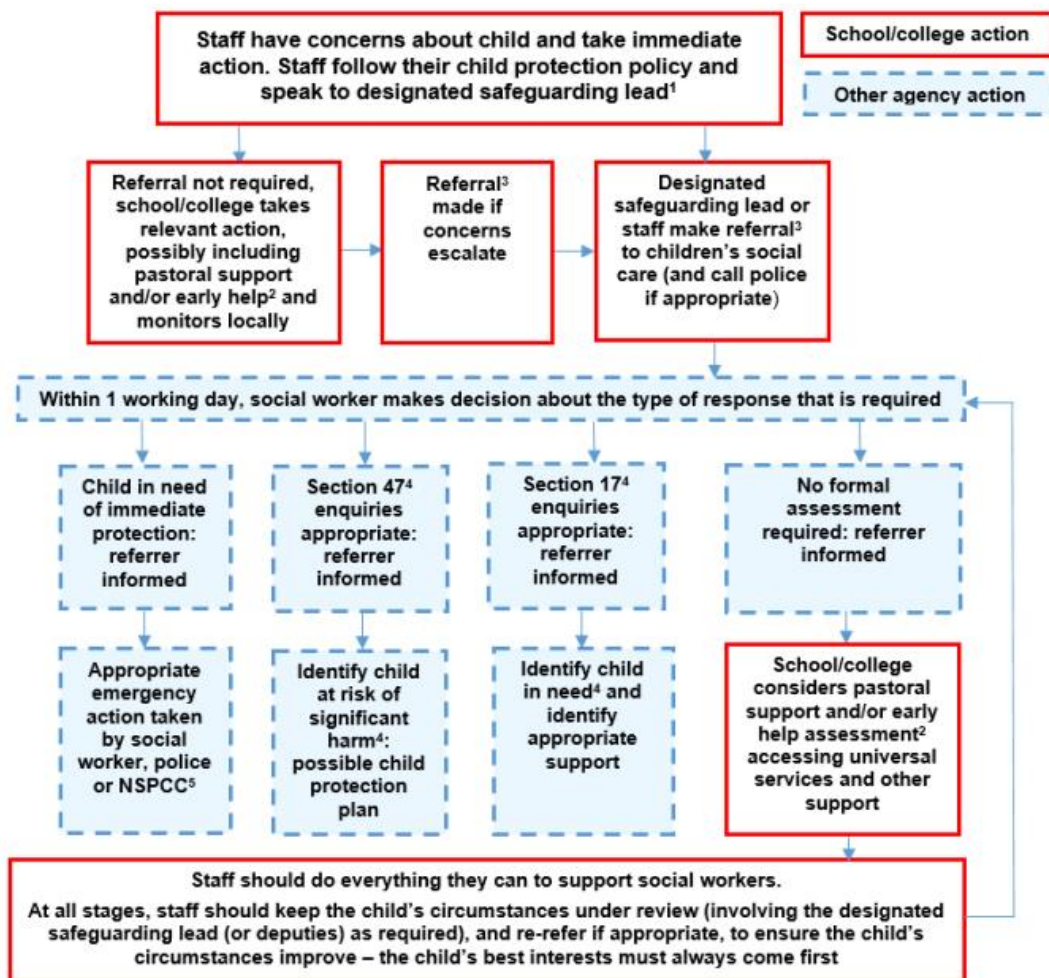 Staff have concerns about child and take immediate
action. Staff follow their child protection policy and
speak to designated safeguarding lead¹
School/college action
Other agency action
Referral not required,
school/college takes
relevant action,
possibly including
pastoral support
and/or early help² and
monitors locally
Referral³
made if
concerns
escalate
Designated
safeguarding lead or
staff make referral³
to children’s social
care (and call police
if appropriate)
Within 1 working day, social worker makes decision about the type of response that is required
Child in need
of immediate
protection:
referrer
informed
Section 47⁴
enquiries
appropriate:
referrer
informed
Section 17⁴
enquiries
appropriate:
referrer
informed
No formal
assessment
required: referrer
informed
Appropriate
emergency
action taken
by social
worker, police
or NSPCC⁵
Identify child
at risk of
significant
harm⁴:
possible child
protection
plan
Identify child
in need⁴ and
identify
appropriate
support
School/college
considers pastoral
support and/or early
help assessment²
accessing universal
services and other
support
Staff should do everything they can to support social workers.
At all stages, staff should keep the child’s circumstances under review (involving the designated
safeguarding lead (or deputies) as required), and re-refer if appropriate, to ensure the child’s
circumstances improve – the child’s best interests must always come first